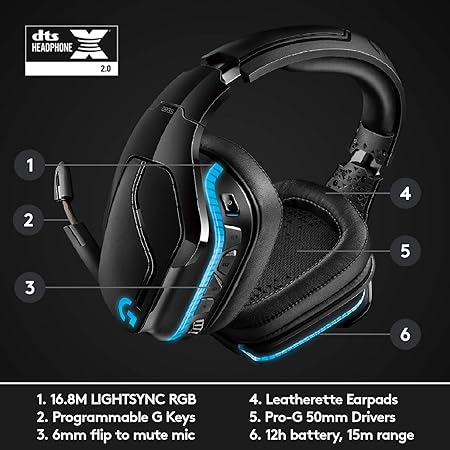 dts
HEADPHONE
X
2.0
1
2
3
4
5
6
G
1. 16.8M LIGHTSYNC RGB
2. Programmable G Keys
3. 6mm flip to mute mic
4. Leatherette Earpads
5. Pro-G 50mm Drivers
6. 12h battery, 15m range